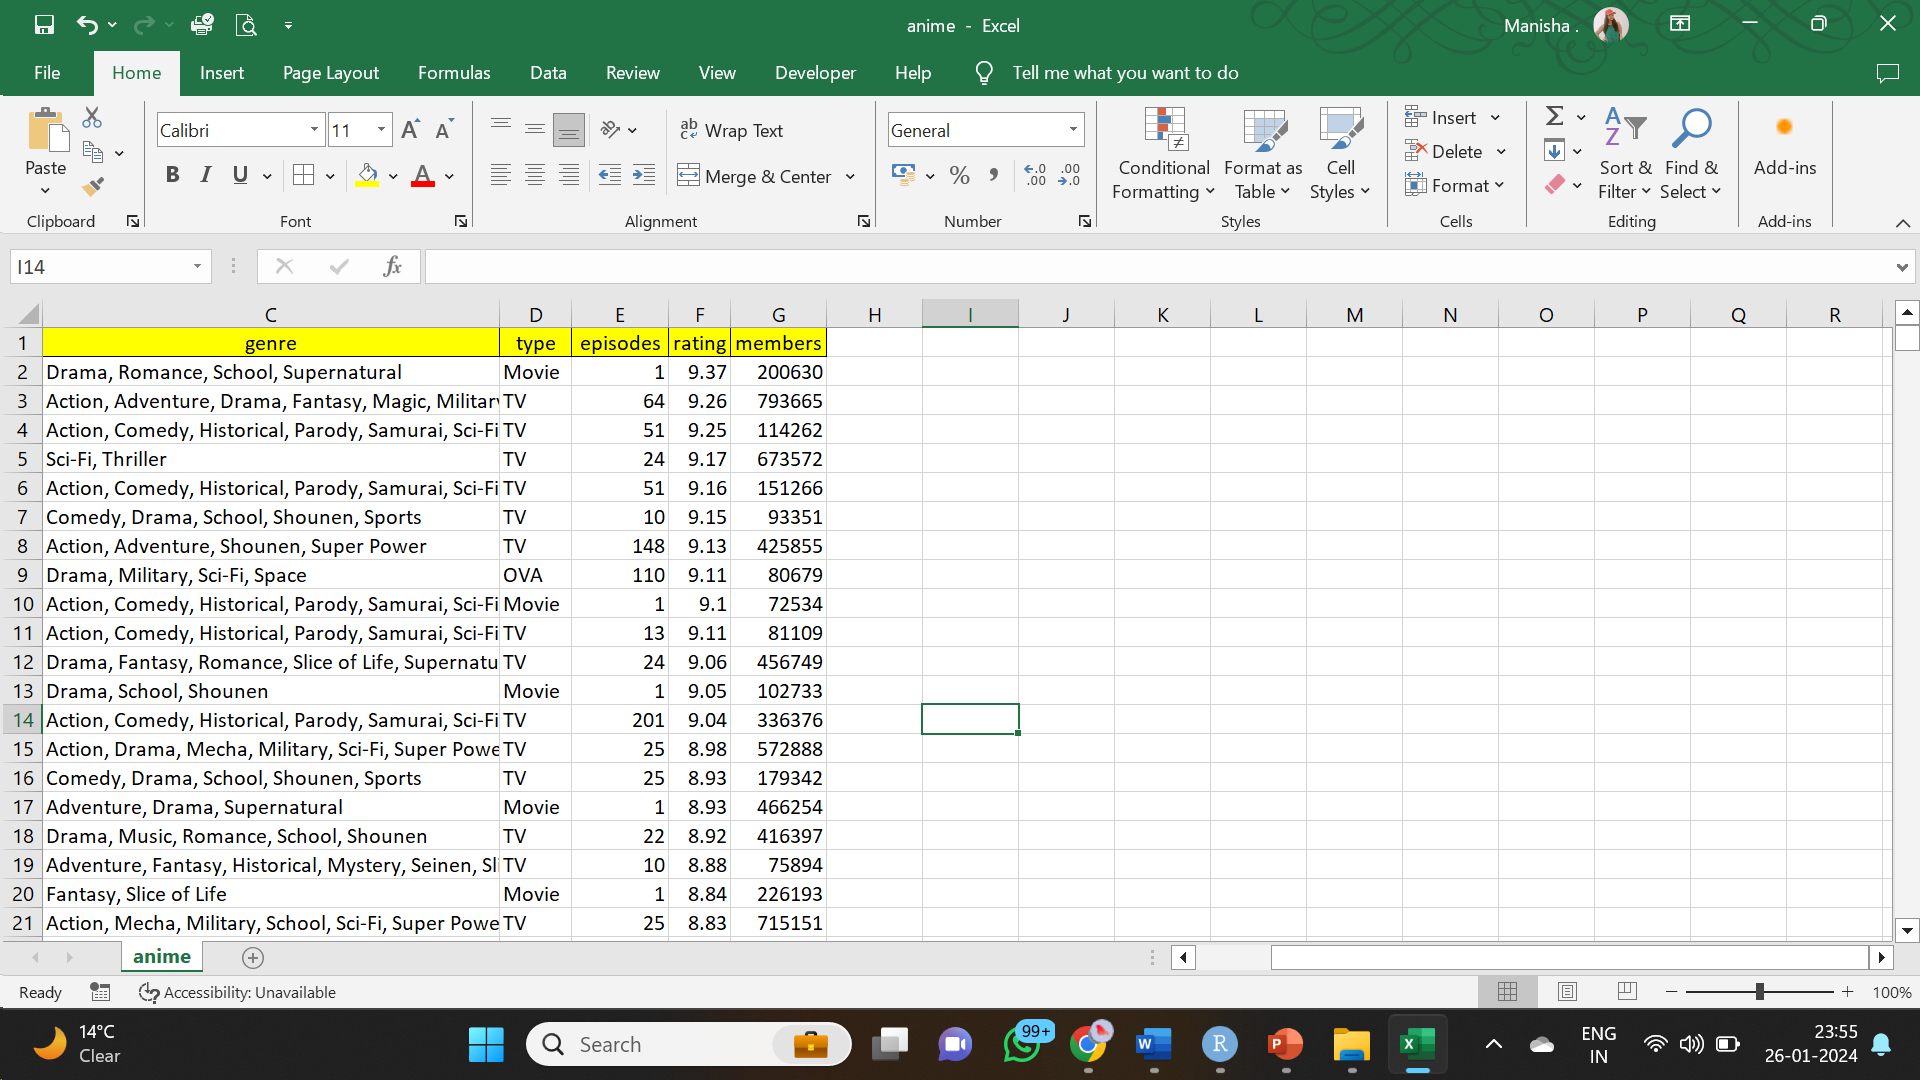 anime - Excel
Manisha .
File Home Insert Page Layout Formulas Data Review View Developer Help Tell me what you want to do
Paste
Clipboard
Calibri 11
B I U
Font
ab Wrap Text
Merge & Center
Alignment
General
% 
Number
Conditional Formatting
Format as Table
Cell Styles
Styles
Insert
Delete
Format
Cells
Sort & Filter
Find & Select
Editing
Add-ins
Add-ins
I14
fx
C D E F G H I J K L M N O P Q R
1 genre type episodes rating members
2 Drama, Romance, School, Supernatural Movie 1 9.37 200630
3 Action, Adventure, Drama, Fantasy, Magic, Military TV 64 9.26 793665
4 Action, Comedy, Historical, Parody, Samurai, Sci-Fi TV 51 9.25 114262
5 Sci-Fi, Thriller TV 24 9.17 673572
6 Action, Comedy, Historical, Parody, Samurai, Sci-Fi TV 51 9.16 151266
7 Comedy, Drama, School, Shounen, Sports TV 10 9.15 93351
8 Action, Adventure, Shounen, Super Power TV 148 9.13 425855
9 Drama, Military, Sci-Fi, Space OVA 110 9.11 80679
10 Action, Comedy, Historical, Parody, Samurai, Sci-Fi Movie 1 9.1 72534
11 Action, Comedy, Historical, Parody, Samurai, Sci-Fi TV 13 9.11 81109
12 Drama, Fantasy, Romance, Slice of Life, Supernatu TV 24 9.06 456749
13 Drama, School, Shounen Movie 1 9.05 102733
14 Action, Comedy, Historical, Parody, Samurai, Sci-Fi TV 201 9.04 336376
15 Action, Drama, Mecha, Military, Sci-Fi, Super Powe TV 25 8.98 572888
16 Comedy, Drama, School, Shounen, Sports TV 25 8.93 179342
17 Adventure, Drama, Supernatural Movie 1 8.93 466254
18 Drama, Music, Romance, School, Shounen TV 22 8.92 416397
19 Adventure, Fantasy, Historical, Mystery, Seinen, Sli TV 10 8.88 75894
20 Fantasy, Slice of Life Movie 1 8.84 226193
21 Action, Mecha, Military, School, Sci-Fi, Super Powe TV 25 8.83 715151
anime
Ready Accessibility: Unavailable 100%
14°C
Clear
Search
99+
ENG
IN
23:55
26-01-2024